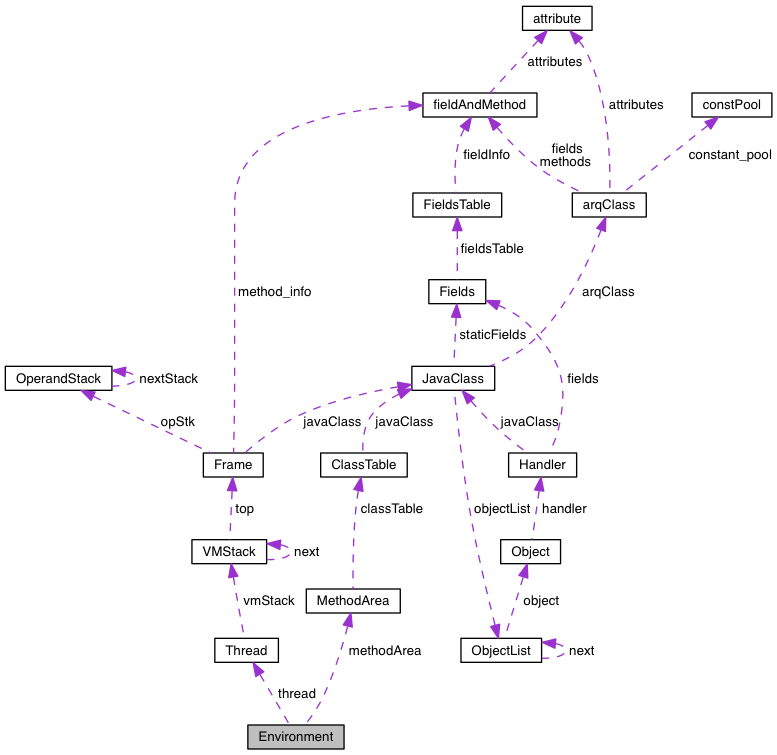 attribute
attributes
fieldAndMethod
constPool
attributes
fieldInfo
fields
methods
constant_pool
FieldsTable
arqClass
fieldsTable
method_info
Fields
arqClass
staticFields
OperandStack
nextStack
JavaClass
fields
opStk
javaClass
javaClass
javaClass
Frame
ClassTable
Handler
top
classTable
objectList
handler
VMStack
next
Object
vmStack
MethodArea
object
Thread
methodArea
ObjectList
next
thread
Environment